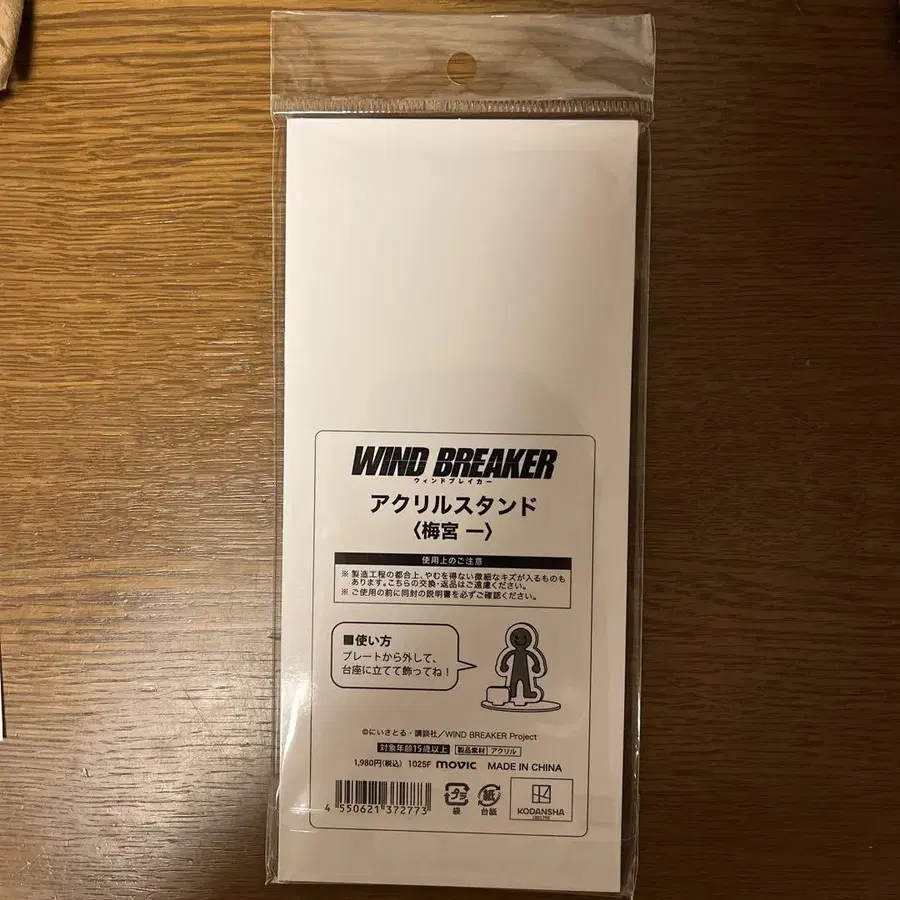 WIND BREAKER
ウィンドブレイカー
アクリルスタンド
〈梅宮 一〉
使用上のご注意
※ 製造工程の都合上、やむを得ない微細なキズが入るものも
あります。こちらの交換・返品はご遠慮ください。
※ ご使用の前に同封の説明書を必ずご確認ください。
■使い方
プレートから外して、
台座に立てて飾ってね!
©にいさとる・講談社/WIND BREAKER Project
対象年齢15歳以上 製品素材 アクリル
1,980円(税込) 1025F movic MADE IN CHINA
4 550621 372773
プラ 袋
紙 台紙
KODANSHA